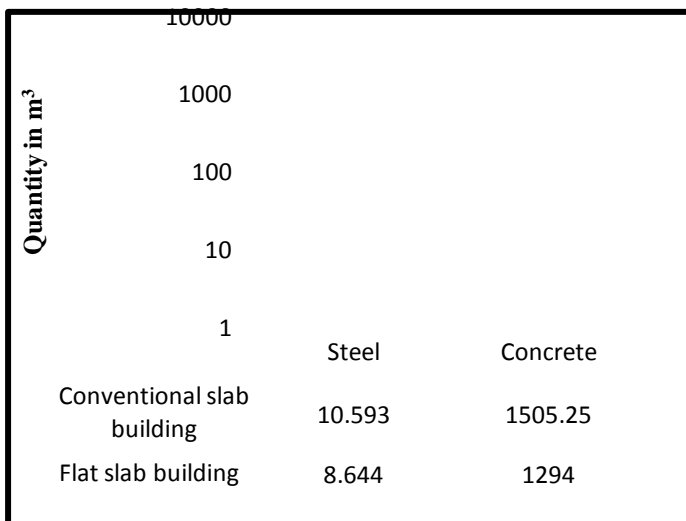 10000
Quantity in m³
1000
100
10
1
Steel Concrete
Conventional slab
building
10.593 1505.25
Flat slab building 8.644 1294